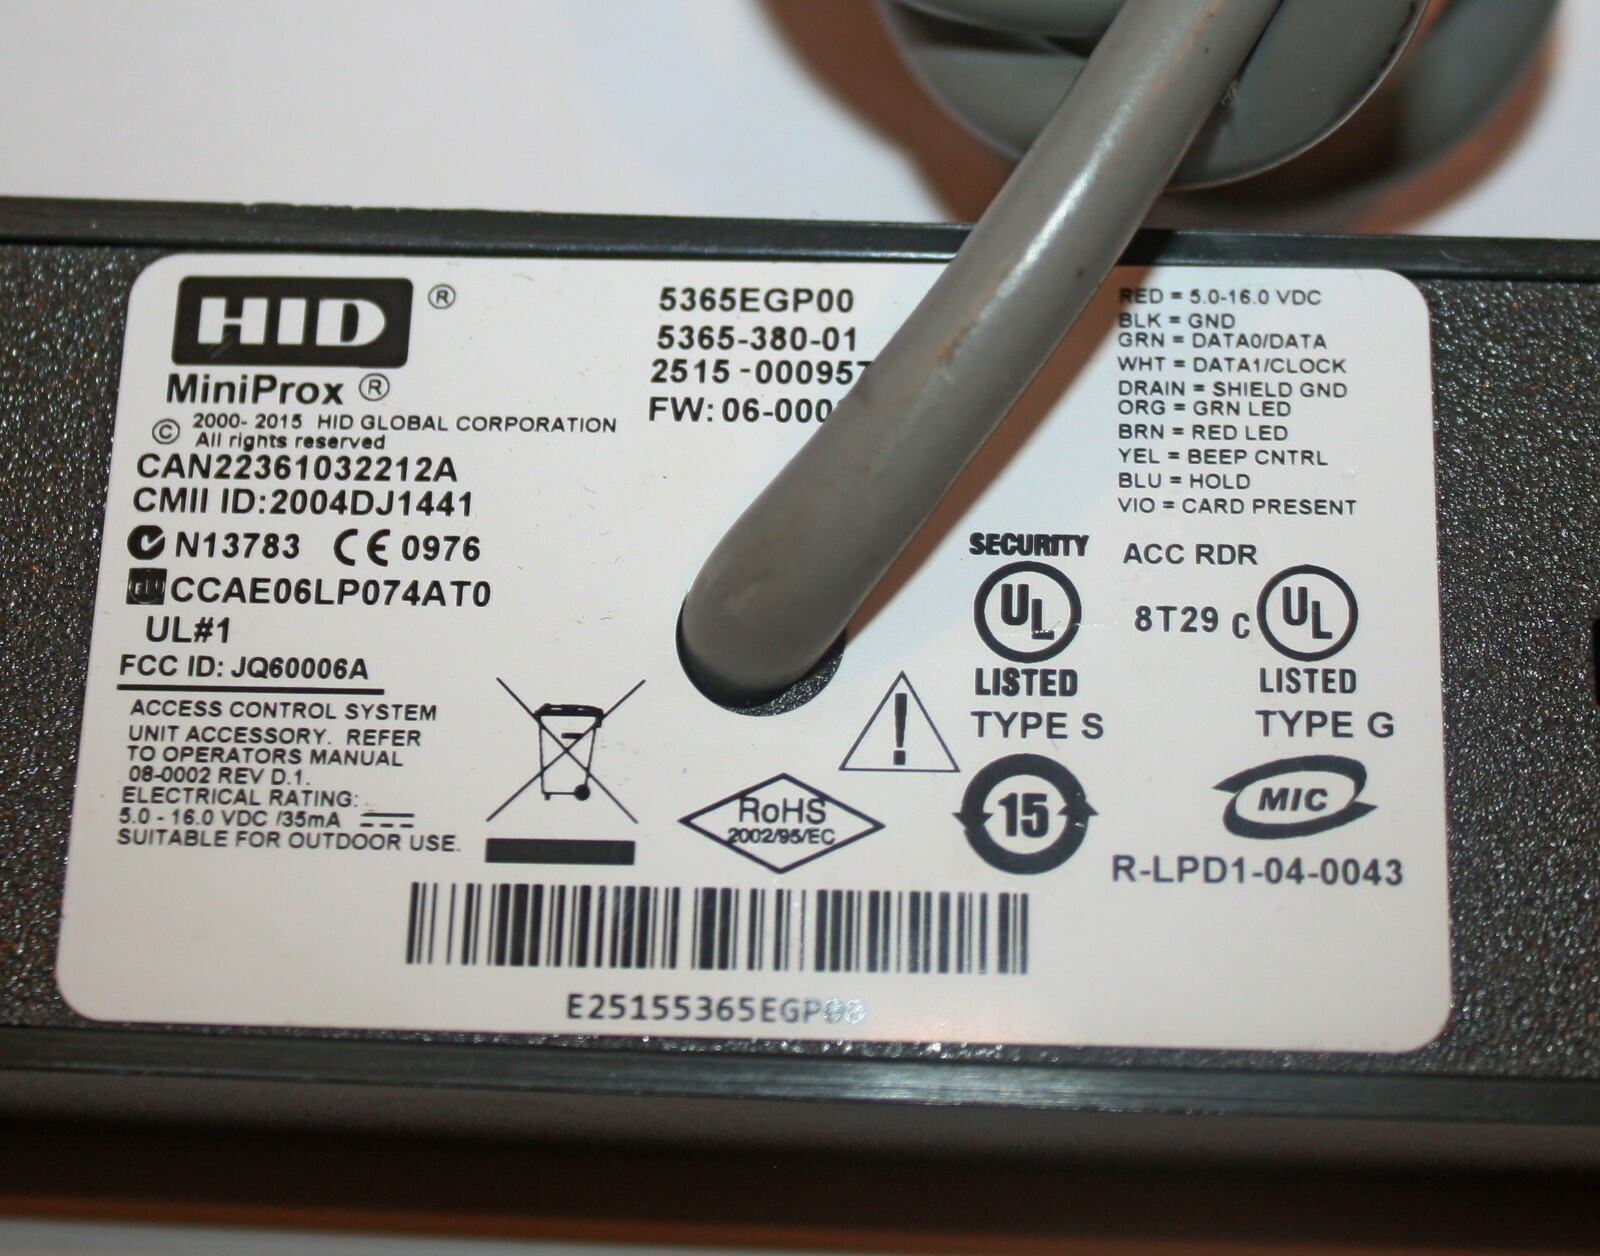 HID ®
MiniProx ®
© 2000-2015 HID GLOBAL CORPORATION
All rights reserved
CAN22361032212A
CMII ID:2004DJ1441
N13783 CE 0976
CCAE06LP074AT0
UL#1
FCC ID: JQ60006A
ACCESS CONTROL SYSTEM
UNIT ACCESSORY. REFER
TO OPERATORS MANUAL
08-0002 REV D.1.
ELECTRICAL RATING:
5.0 - 16.0 VDC /35mA
SUITABLE FOR OUTDOOR USE.
5365EGP00
5365-380-01
2515-000957
FW: 06-000
RED = 5.0-16.0 VDC
BLK = GND
GRN = DATA0/DATA
WHT = DATA1/CLOCK
DRAIN = SHIELD GND
ORG = GRN LED
BRN = RED LED
YEL = BEEP CNTRL
BLU = HOLD
VIO = CARD PRESENT
SECURITY
UL
LISTED
TYPE S
ACC RDR
8T29 C UL
LISTED
TYPE G
RoHS
2002/95/EC
15
MIC
R-LPD1-04-0043
E25155365EGP00